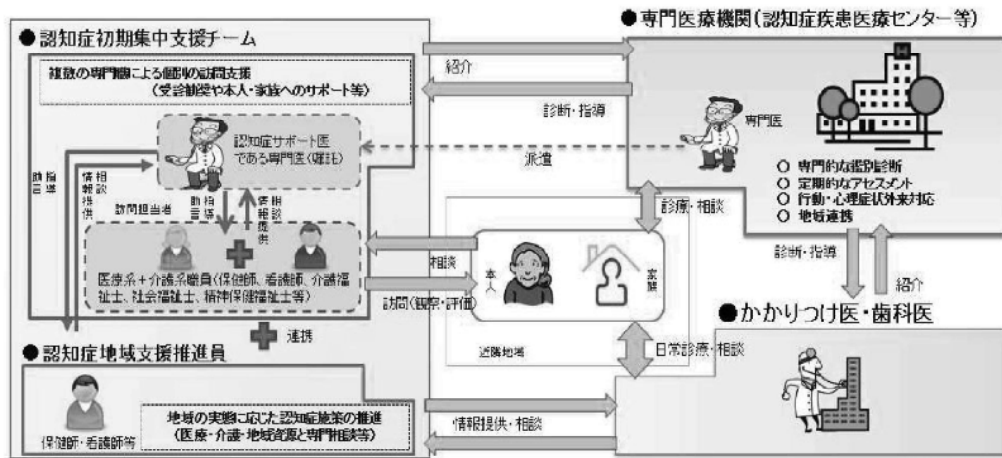 ●認知症初期集中支援チーム
複数の専門職による個別の訪問支援
（受診勧奨や本人・家族へのサポート等）
認知症サポート医
である専門医（嘱託）
助言
指導
情報提供
相談
訪問担当者
助言
指導
情報提供
相談
医療系＋介護系職員（保健師、看護師、介護福
祉士、社会福祉士、精神保健福祉士等）
連携
●認知症地域支援推進員
保健師・看護師等
地域の実態に応じた認知症施策の推進
（医療・介護・地域資源と専門相談等）
紹介
診断・指導
派遣
診療・相談
相談
訪問（観察・評価）
本人
家族
近隣地域
日常診療・相談
情報提供・相談
●専門医療機関（認知症疾患医療センター等）
専門医
H
○ 専門的な鑑別診断
○ 定期的なアセスメント
○ 行動・心理症状外来対応
○ 地域連携
診断・指導
紹介
●かかりつけ医・歯科医